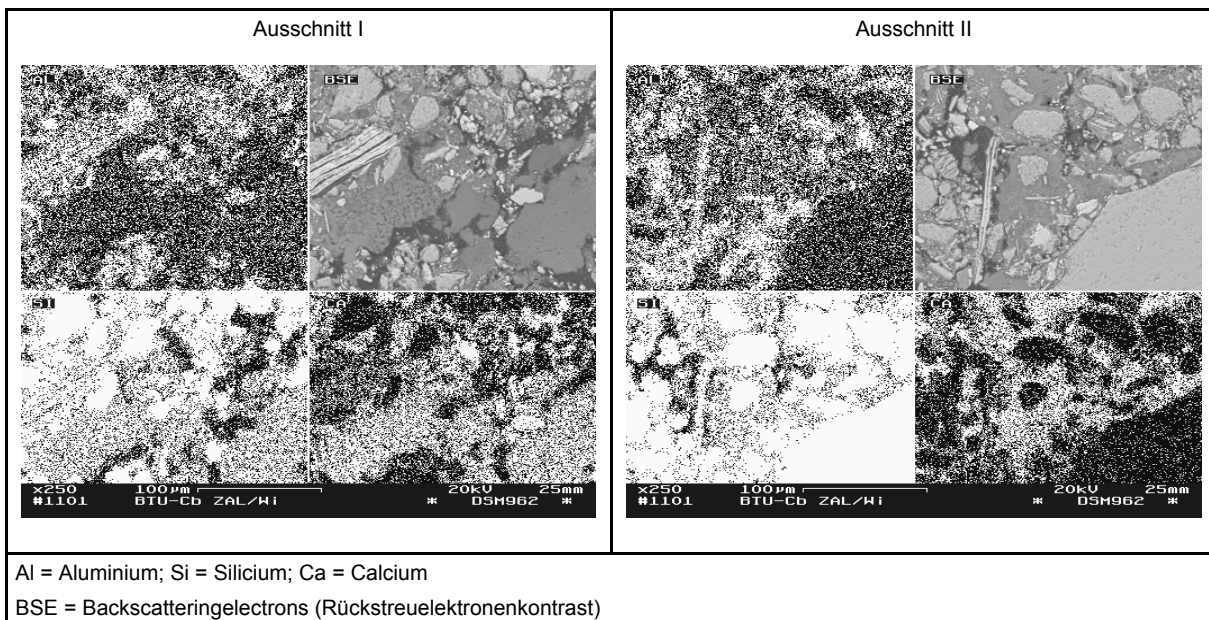 Ausschnitt I
Ausschnitt II
AL
BSE
AL
BSE
SI
CA
SI
CA
x250 100µm 20kV 25mm
#1101 BTU-Cb ZAL/Wi * DSM962 *
x250 100µm 20kV 25mm
#1101 BTU-Cb ZAL/Wi * DSM962 *
Al = Aluminium; Si = Silicium; Ca = Calcium
BSE = Backscatteringelectrons (Rückstreuelektronenkontrast)